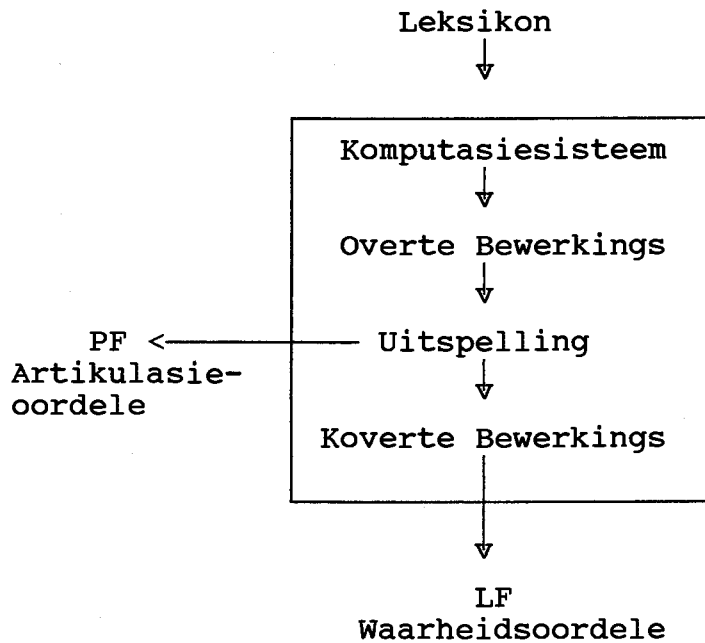 Leksikon
Komputasiesisteem
Overte Bewerkings
PF < Uitspelling
Artikulasie-
oordele
Koverte Bewerkings
LF
Waarheidsoordele